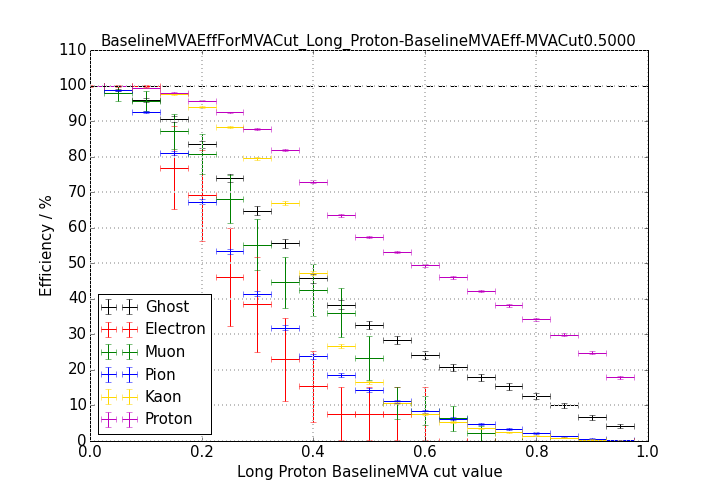 BaselineMVAEffForMVACut_Long_Proton-BaselineMVAEff-MVACut0.5000
110
100
90
80
70
60
50
40
30
20
10
0
Efficiency / %
Ghost
Electron
Muon
Pion
Kaon
Proton
0.0 0.2 0.4 0.6 0.8 1.0
Long Proton BaselineMVA cut value